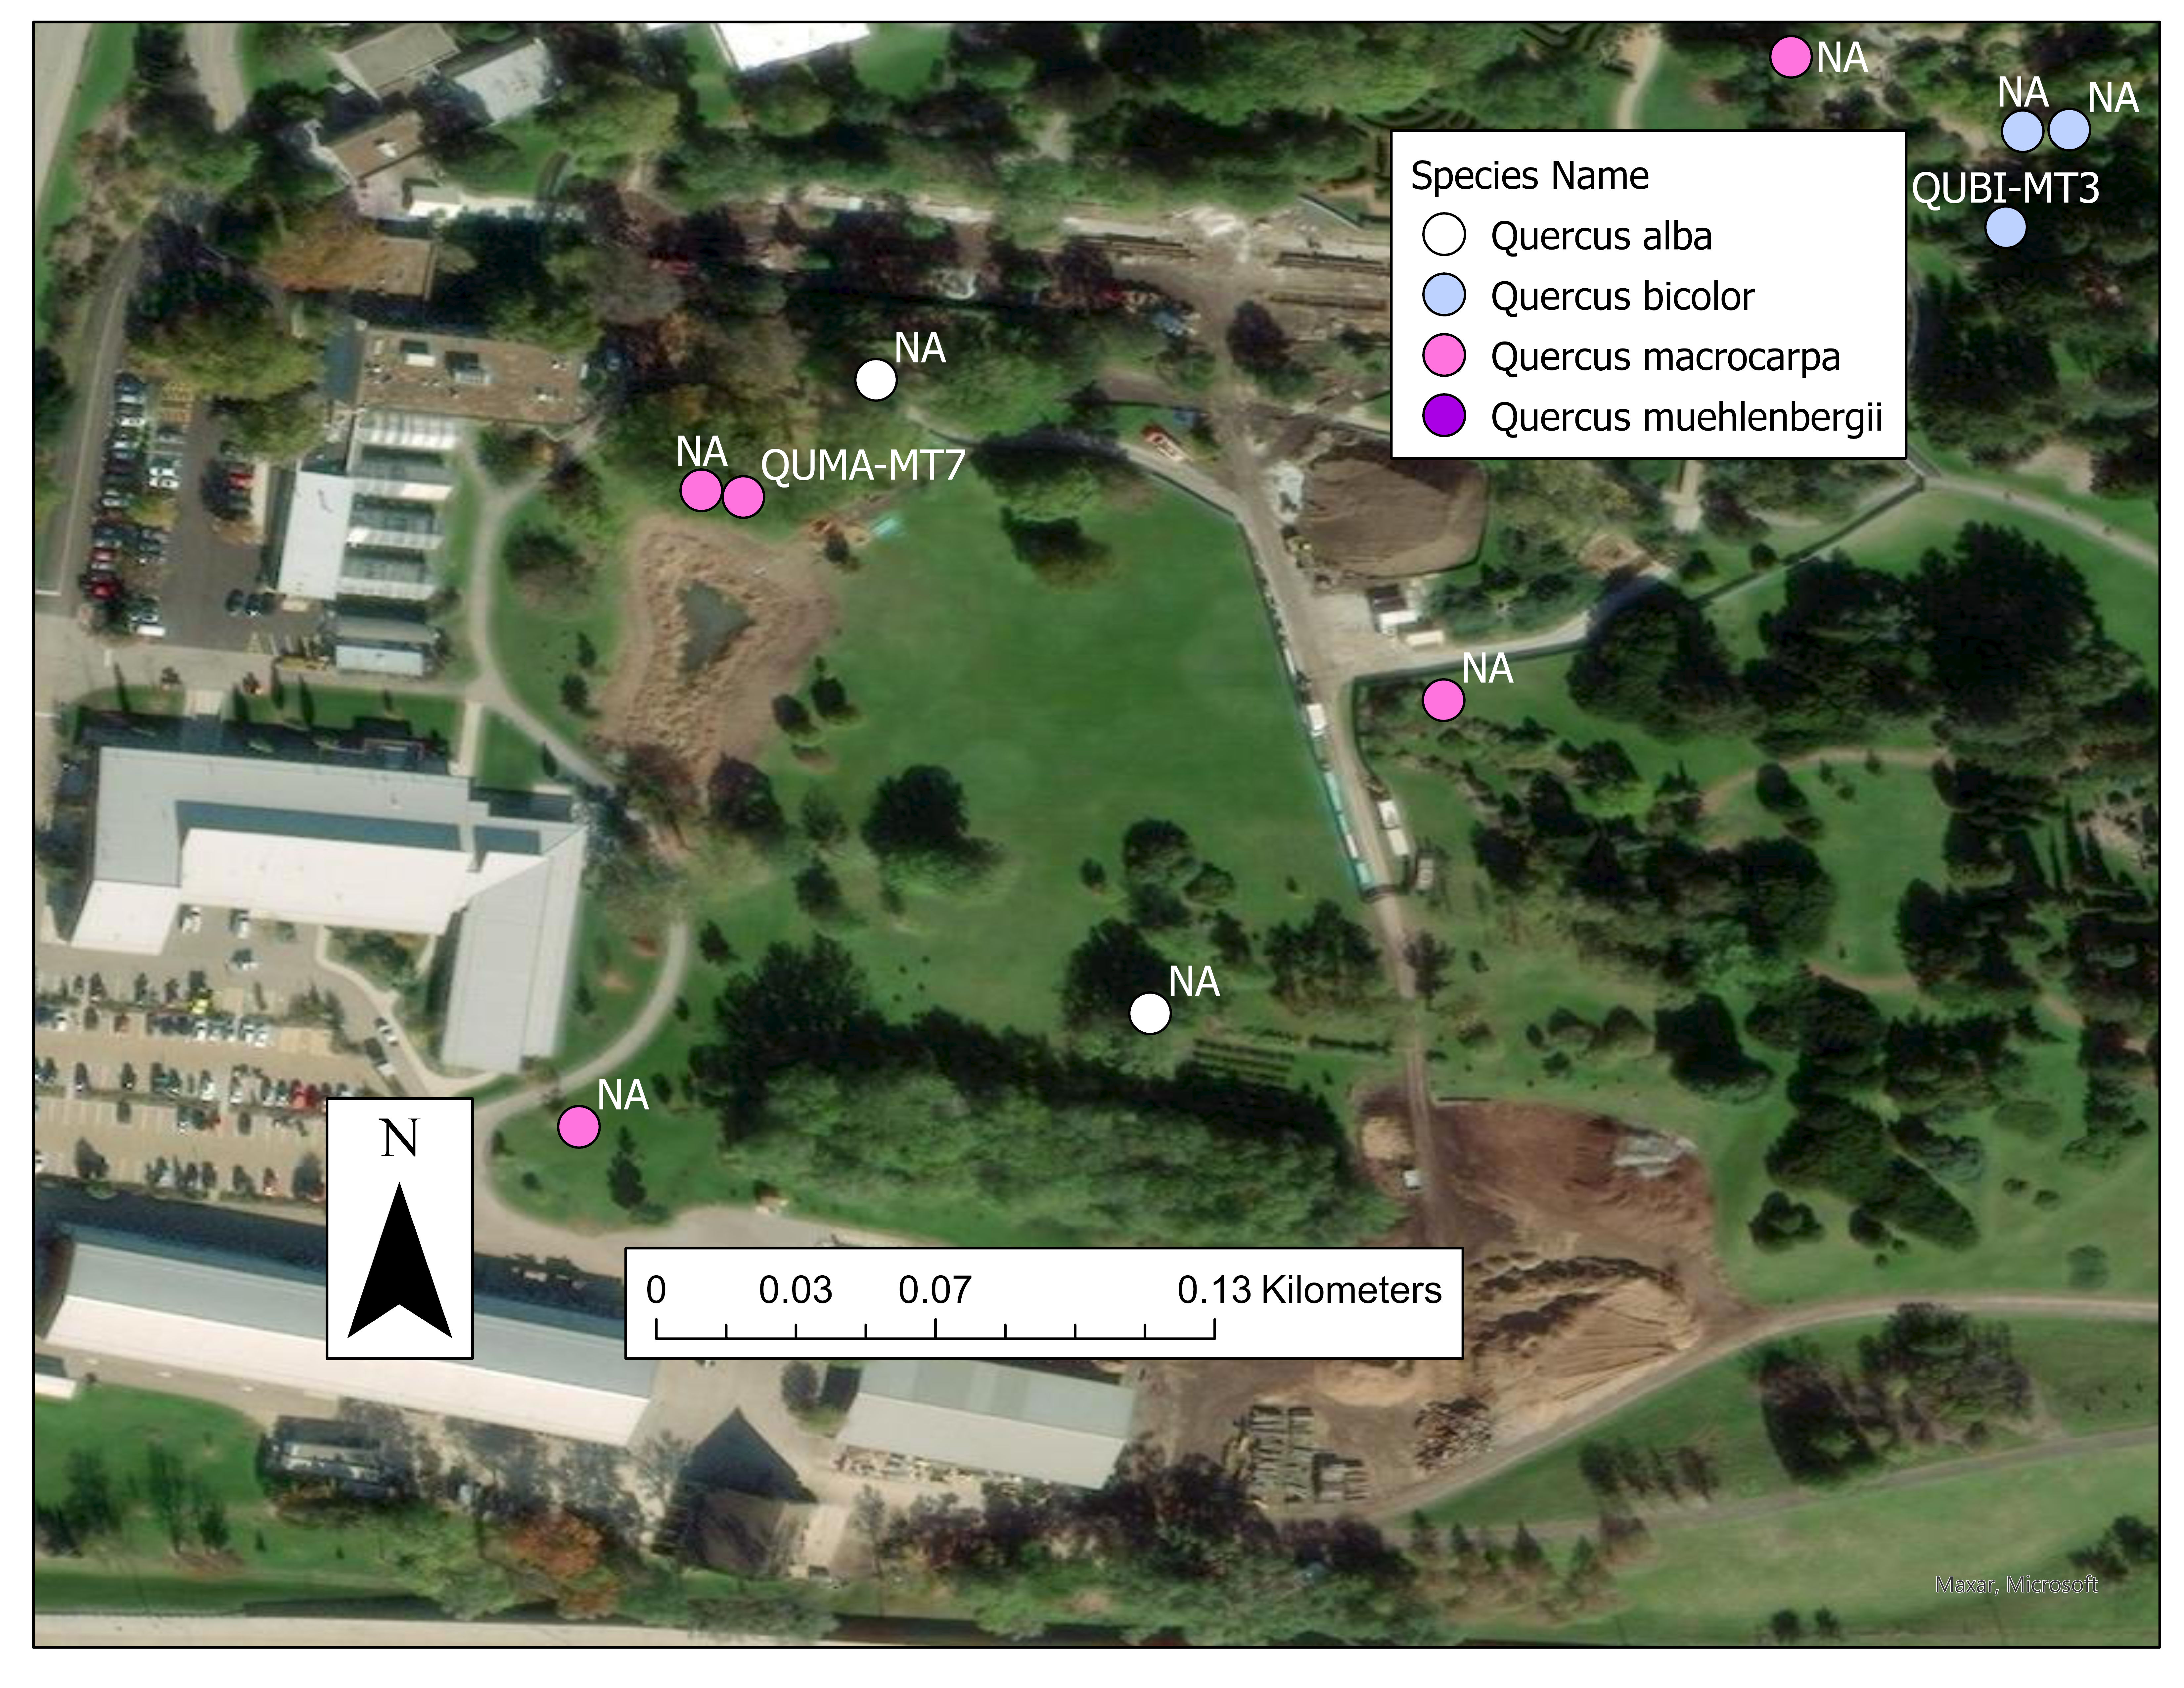 NA
NA
NA
QUBI-MT3
Species Name
Quercus alba
Quercus bicolor
Quercus macrocarpa
Quercus muehlenbergii
NA
NA
QUMA-MT7
NA
NA
NA
N
0 0.03 0.07 0.13 Kilometers
Maxar, Microsoft